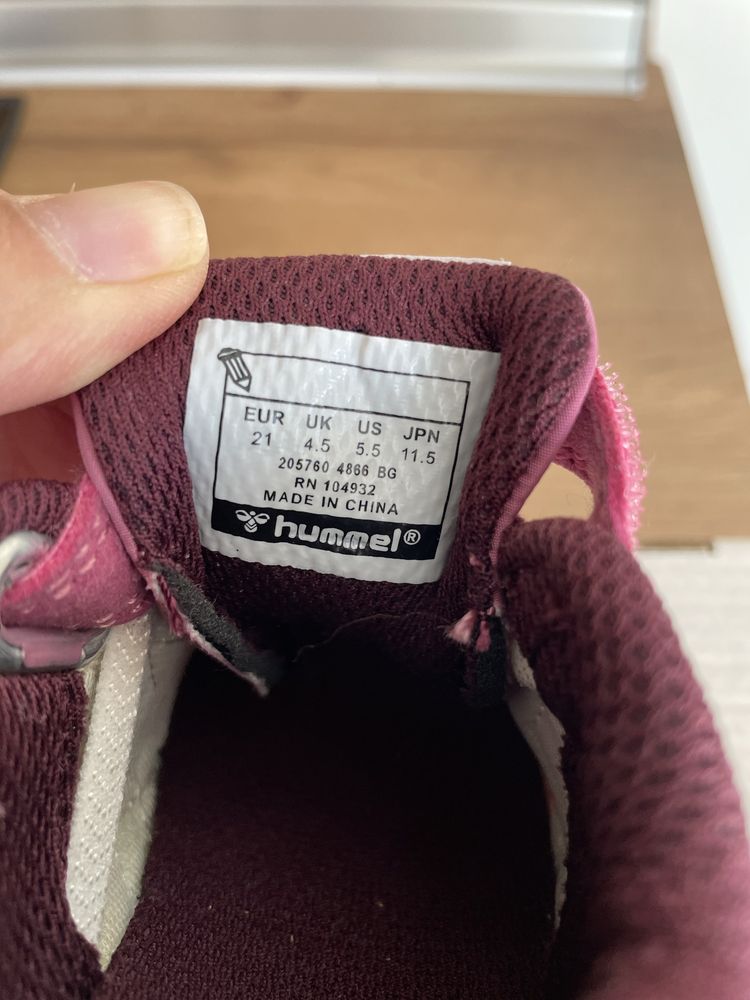 EUR UK US JPN
21 4.5 5.5 11.5
205760 4866 BG
RN 104932
MADE IN CHINA
hummel®